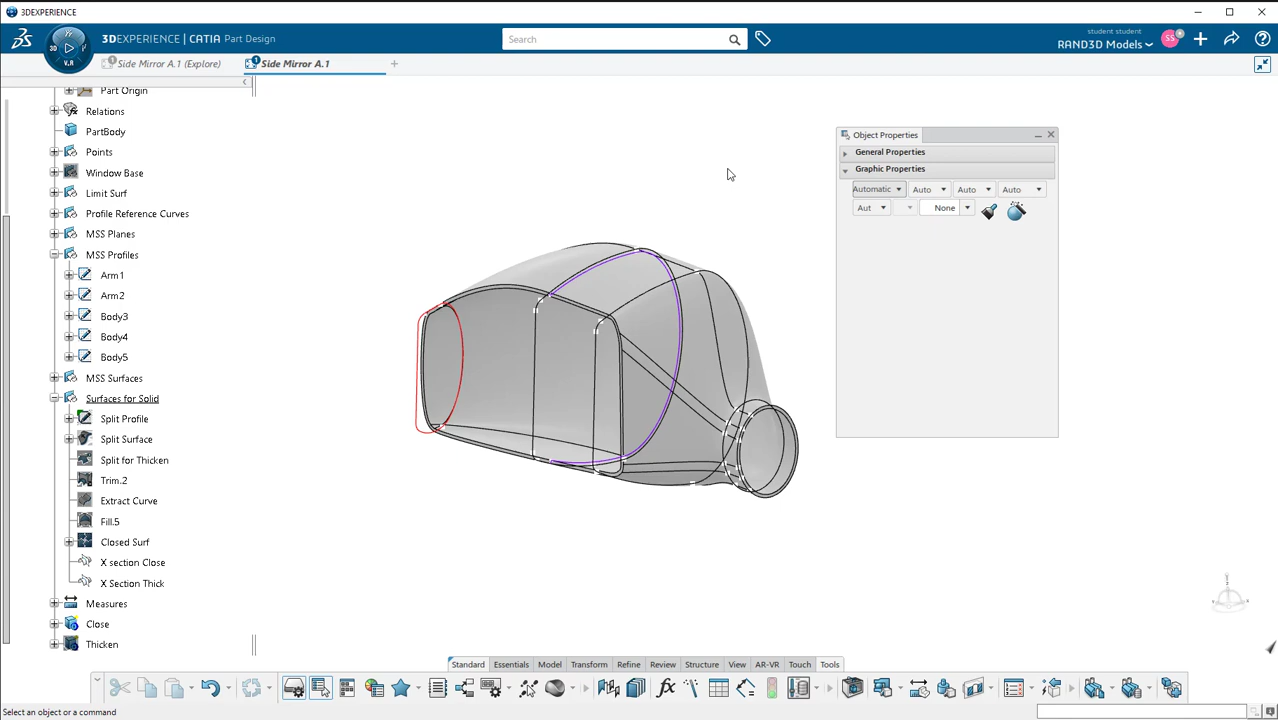 3DEXPERIENCE
3DEXPERIENCE | CATIA Part Design
Search
student student
RAND3D Models
SS
3D
V.R
Side Mirror A.1 (Explore)
Side Mirror A.1
Part Origin
Relations
PartBody
Points
Window Base
Limit Surf
Profile Reference Curves
MSS Planes
MSS Profiles
Arm1
Arm2
Body3
Body4
Body5
MSS Surfaces
Surfaces for Solid
Split Profile
Split Surface
Split for Thicken
Trim.2
Extract Curve
Fill.5
Closed Surf
X section Close
X Section Thick
Measures
Close
Thicken
Object Properties
General Properties
Graphic Properties
Automatic Auto Auto Auto
Aut None
Standard Essentials Model Transform Refine Review Structure View AR-VR Touch Tools
Select an object or a command